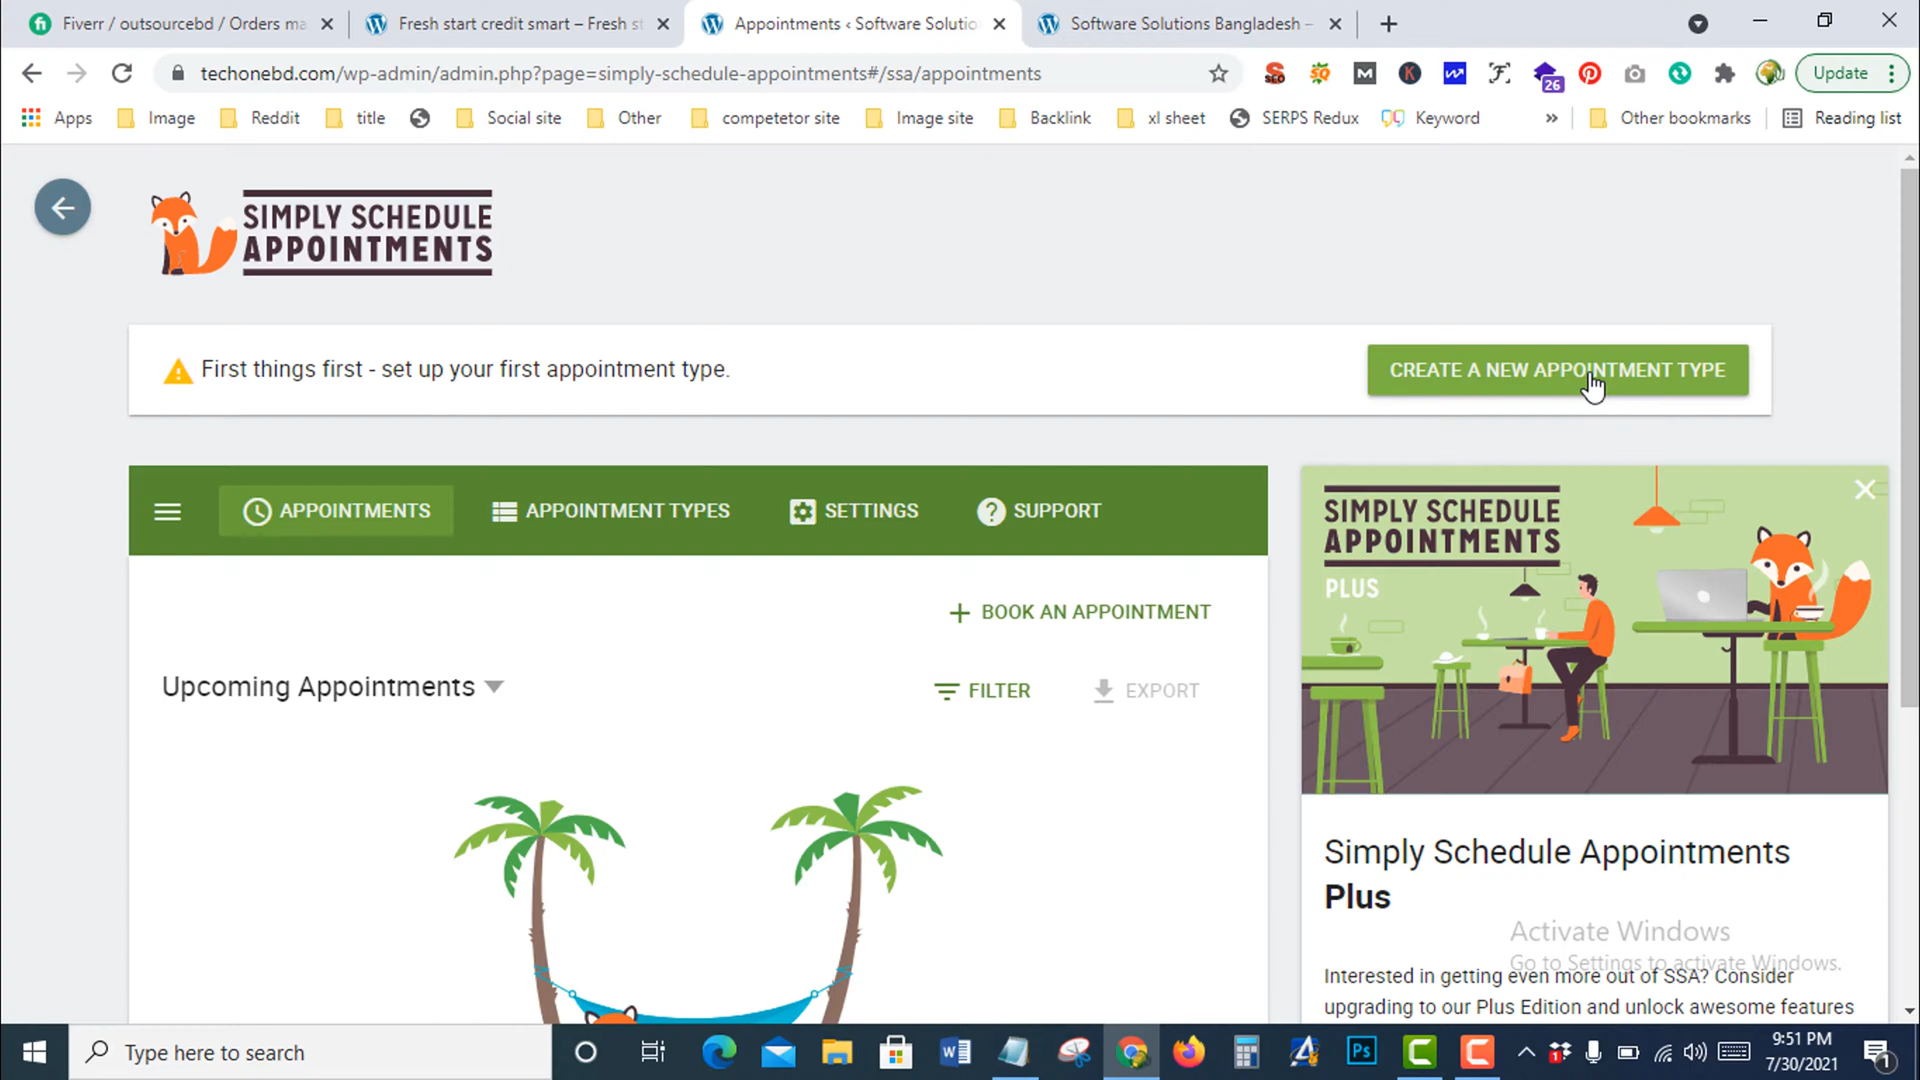 Fiverr / outsourcebd / Orders ma
Fresh start credit smart – Fresh st
Appointments ‹ Software Solutio
Software Solutions Bangladesh –
techonebd.com/wp-admin/admin.php?page=simply-schedule-appointments#/ssa/appointments
26
Update
Apps
Image
Reddit
title
Social site
Other
competetor site
Image site
Backlink
xl sheet
SERPS Redux
Keyword
»
Other bookmarks
Reading list
SIMPLY SCHEDULE
APPOINTMENTS
First things first - set up your first appointment type.
CREATE A NEW APPOINTMENT TYPE
APPOINTMENTS
APPOINTMENT TYPES
SETTINGS
SUPPORT
BOOK AN APPOINTMENT
Upcoming Appointments
FILTER
EXPORT
SIMPLY SCHEDULE
APPOINTMENTS
PLUS
Simply Schedule Appointments
Plus
Activate Windows
Go to Settings to activate Windows.
Interested in getting even more out of SSA? Consider
upgrading to our Plus Edition and unlock awesome features
Type here to search
9:51 PM
7/30/2021
1